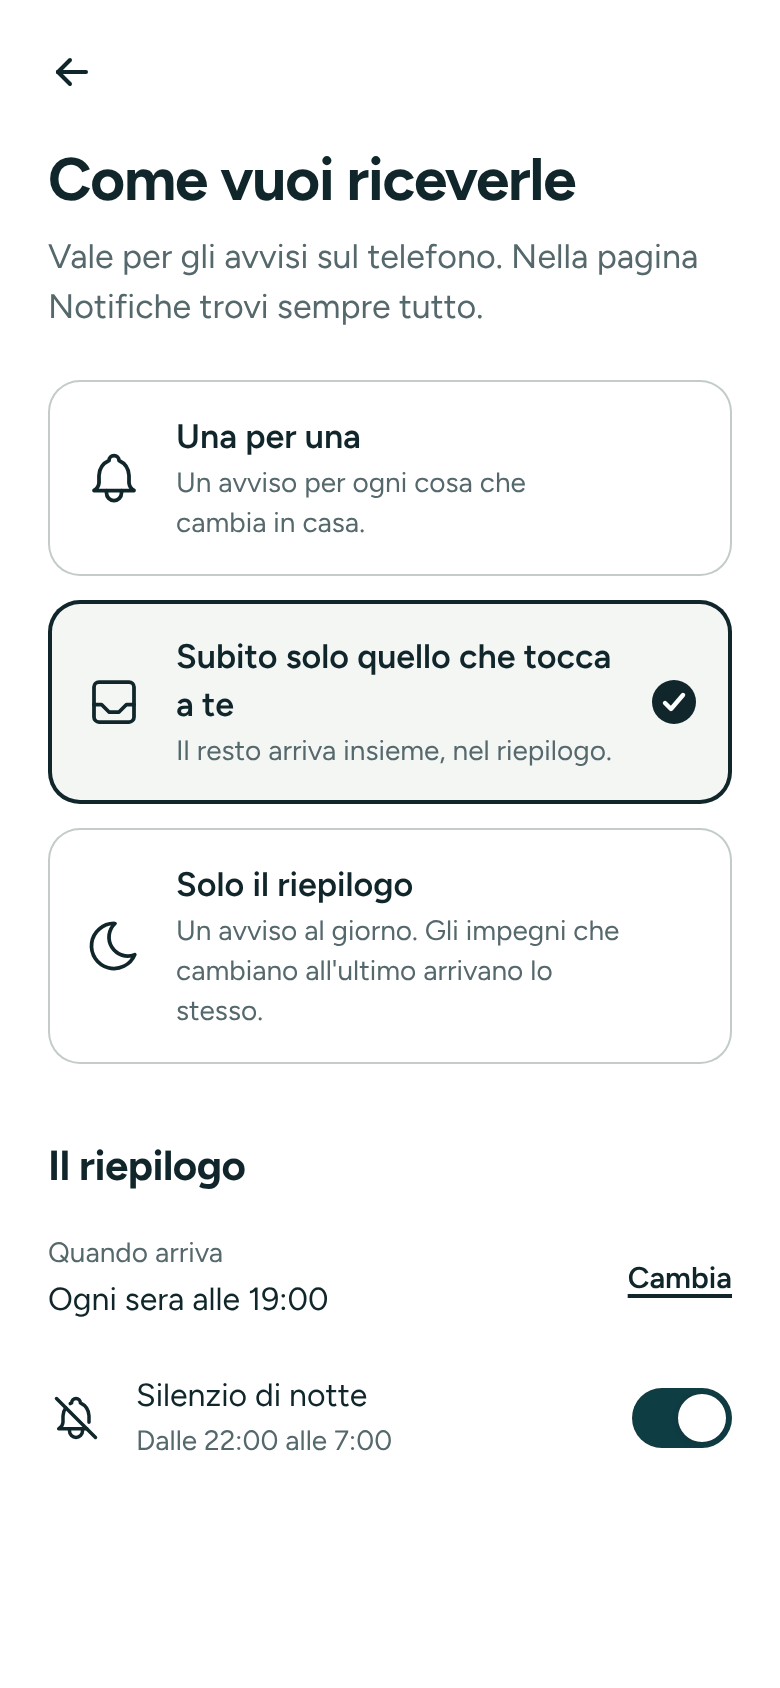 Come vuoi riceverle
Vale per gli avvisi sul telefono. Nella pagina
Notifiche trovi sempre tutto.
Una per una
Un avviso per ogni cosa che
cambia in casa.
Subito solo quello che tocca
a te
Il resto arriva insieme, nel riepilogo.
Solo il riepilogo
Un avviso al giorno. Gli impegni che
cambiano all'ultimo arrivano lo
stesso.
Il riepilogo
Quando arriva
Ogni sera alle 19:00
Cambia
Silenzio di notte
Dalle 22:00 alle 7:00